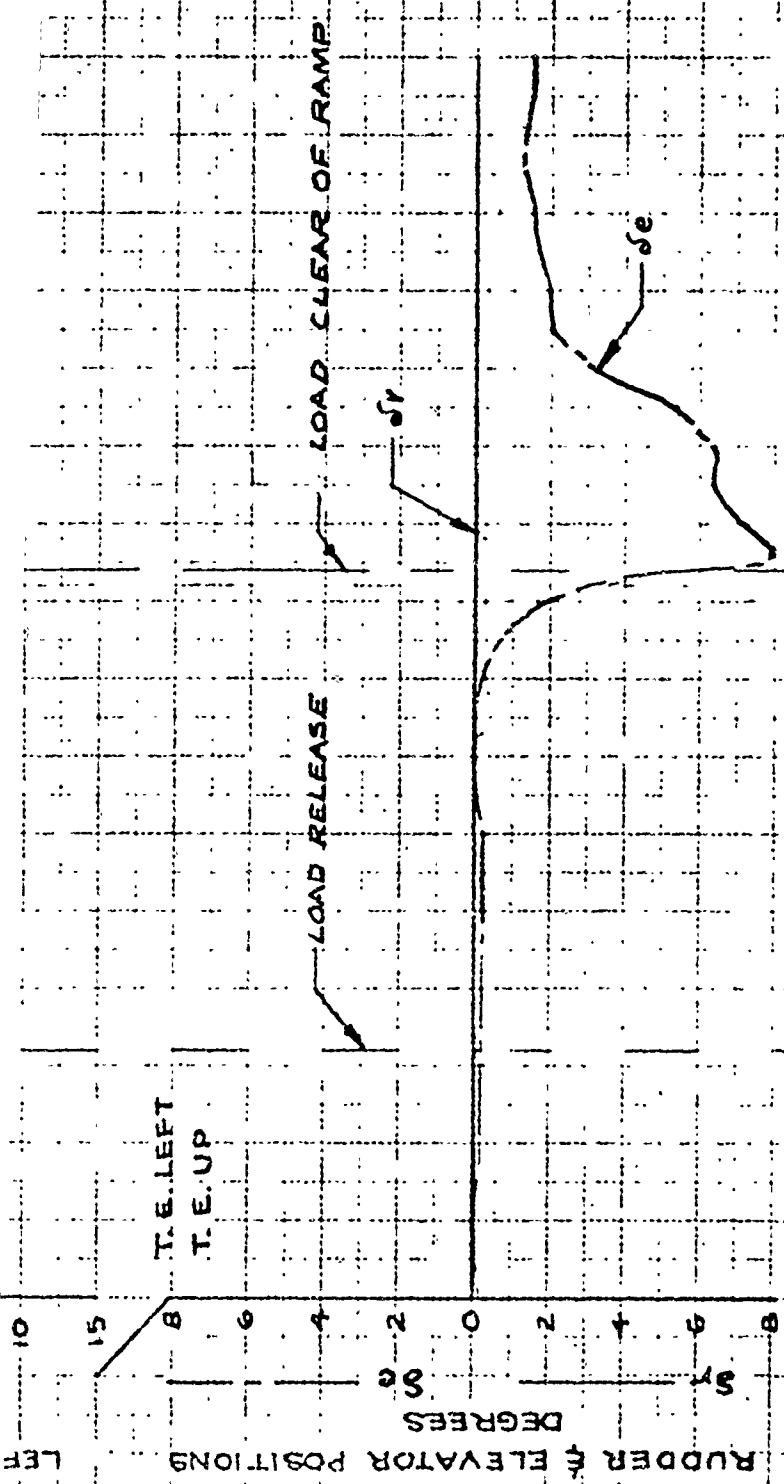 10
15
8
6
4
2
0
2
4
6
8
LEF
T. E. LEFT
T. E. UP
LOAD RELEASE
LOAD CLEAR OF RAMP
δr
δe
δe
δr
DEGREES
RUDDER & ELEVATOR POSITIONS